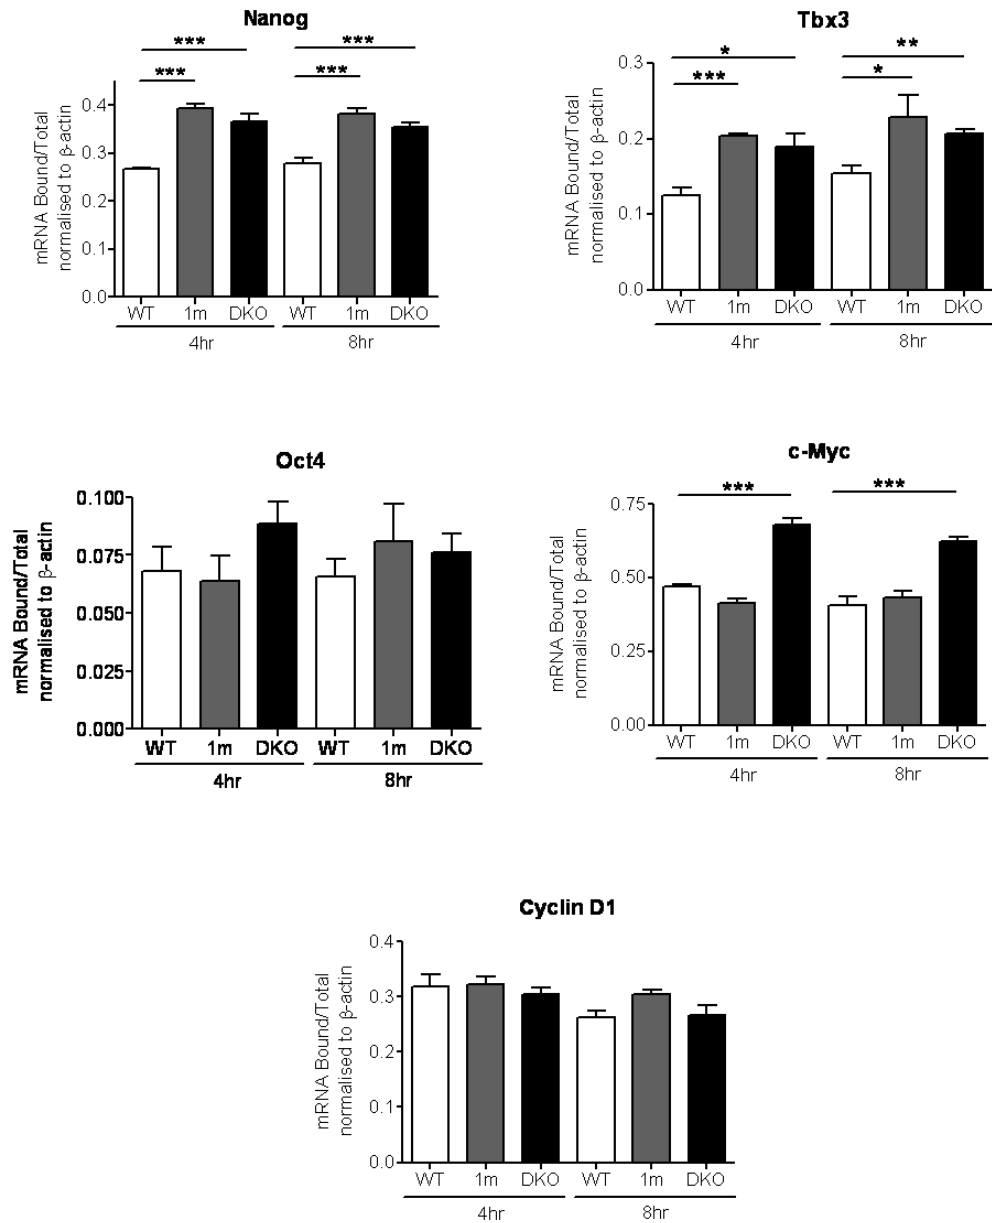 Nanog
*** ***
*** ***
mRNA Bound/Total
normalised to β-actin
0.4
0.3
0.2
0.1
0.0
WT 1m DKO WT 1m DKO
4hr 8hr
Tbx3
* **
*** *
mRNA Bound/Total
normalised to β-actin
0.3
0.2
0.1
0.0
WT 1m DKO WT 1m DKO
4hr 8hr
Oct4
mRNA Bound/Total
normalised to β-actin
0.100
0.075
0.050
0.025
0.000
WT 1m DKO WT 1m DKO
4hr 8hr
c-Myc
*** ***
mRNA Bound/Total
normalised to β-actin
0.75
0.50
0.25
0.00
WT 1m DKO WT 1m DKO
4hr 8hr
Cyclin D1
mRNA Bound/Total
normalised to β-actin
0.4
0.3
0.2
0.1
0.0
WT 1m DKO WT 1m DKO
4hr 8hr